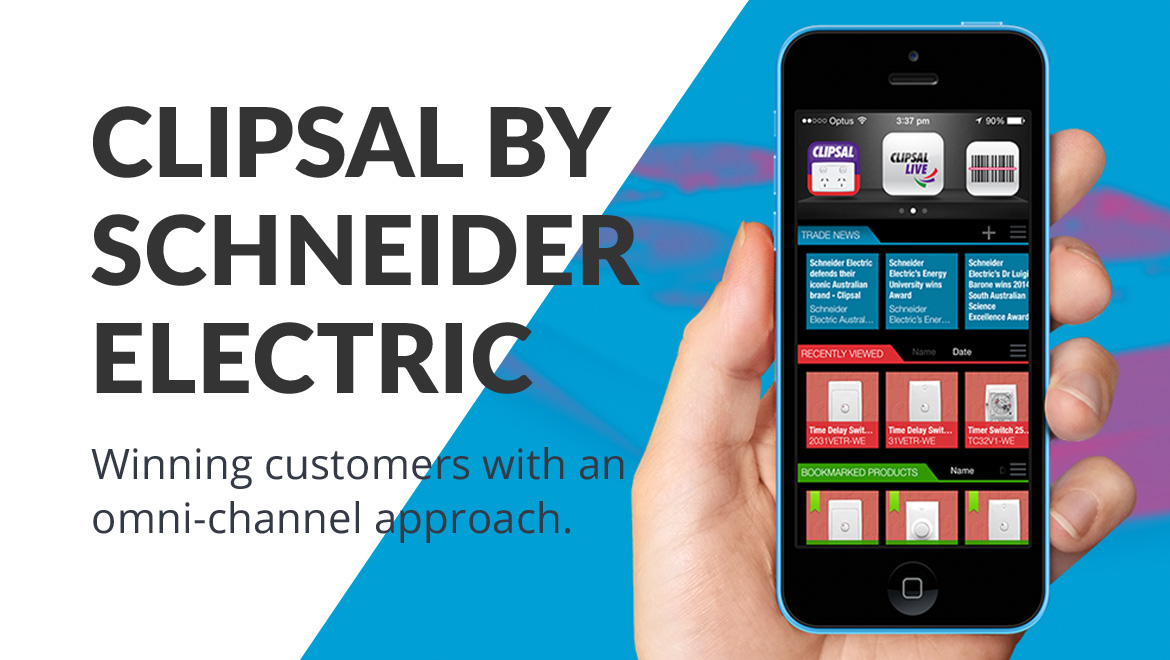 CLIPSAL BY
SCHNEIDER
ELECTRIC
Winning customers with an
omni-channel approach.
Optus 3:37 pm 90%
CLIPSAL
CLIPSAL
LIVE
TRADE NEWS
Schneider Electric
defends their
iconic Australian
brand - Clipsal
Schneider
Electric Austral...
Schneider
Electric's Energy
University wins
Award
Schneider
Electric's Ener...
Schneider
Electric's Dr Luigi
Barone wins 2014
South Australian
Science
Excellence Award
RECENTLY VIEWED Name Date
Time Delay Swit...
2031VETR-WE
Time Delay Swit...
31VETR-WE
Timer Switch 25...
TC32V1-WE
BOOKMARKED PRODUCTS Name D